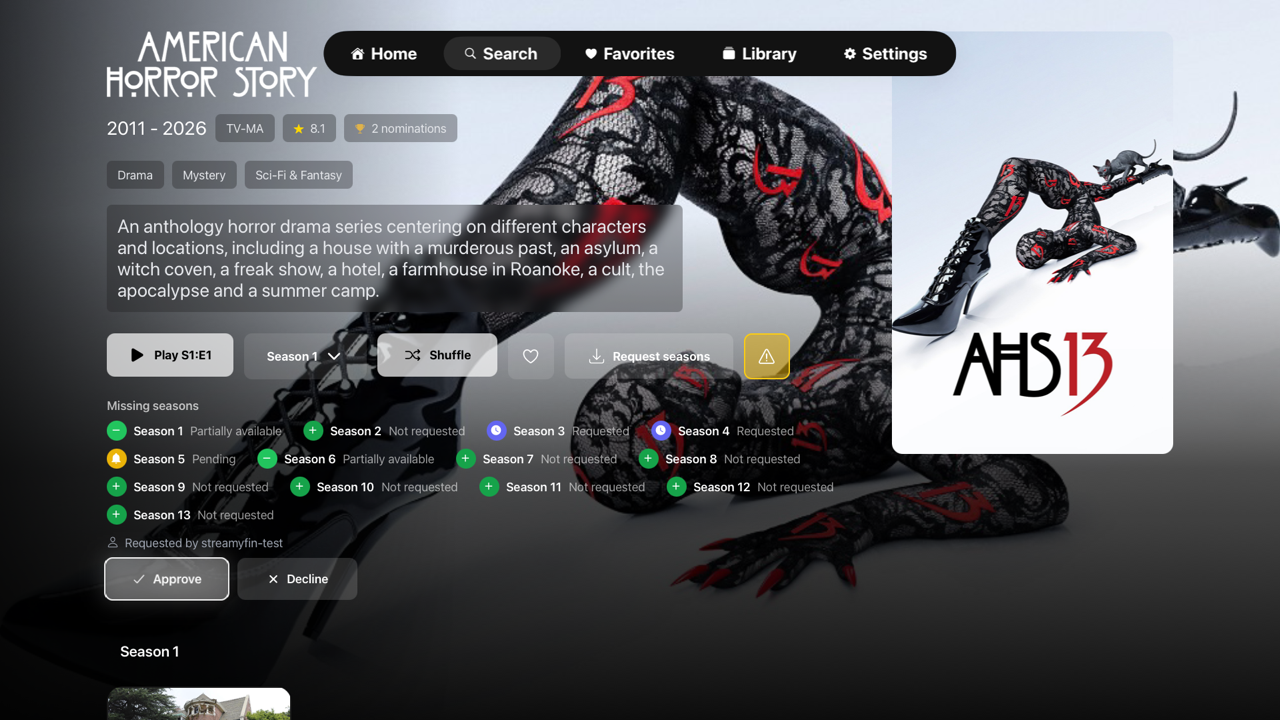 AMERICAN
HORROR STORY
Home
Search
Favorites
Library
Settings
2011 - 2026
TV-MA
8.1
2 nominations
Drama
Mystery
Sci-Fi & Fantasy
An anthology horror drama series centering on different characters
and locations, including a house with a murderous past, an asylum, a
witch coven, a freak show, a hotel, a farmhouse in Roanoke, a cult, the
apocalypse and a summer camp.
Play S1:E1
Season 1
Shuffle
Request seasons
AHS13
Missing seasons
Season 1 Partially available
Season 2 Not requested
Season 3 Requested
Season 4 Requested
Season 5 Pending
Season 6 Partially available
Season 7 Not requested
Season 8 Not requested
Season 9 Not requested
Season 10 Not requested
Season 11 Not requested
Season 12 Not requested
Season 13 Not requested
Requested by streamyfin-test
Approve
Decline
Season 1